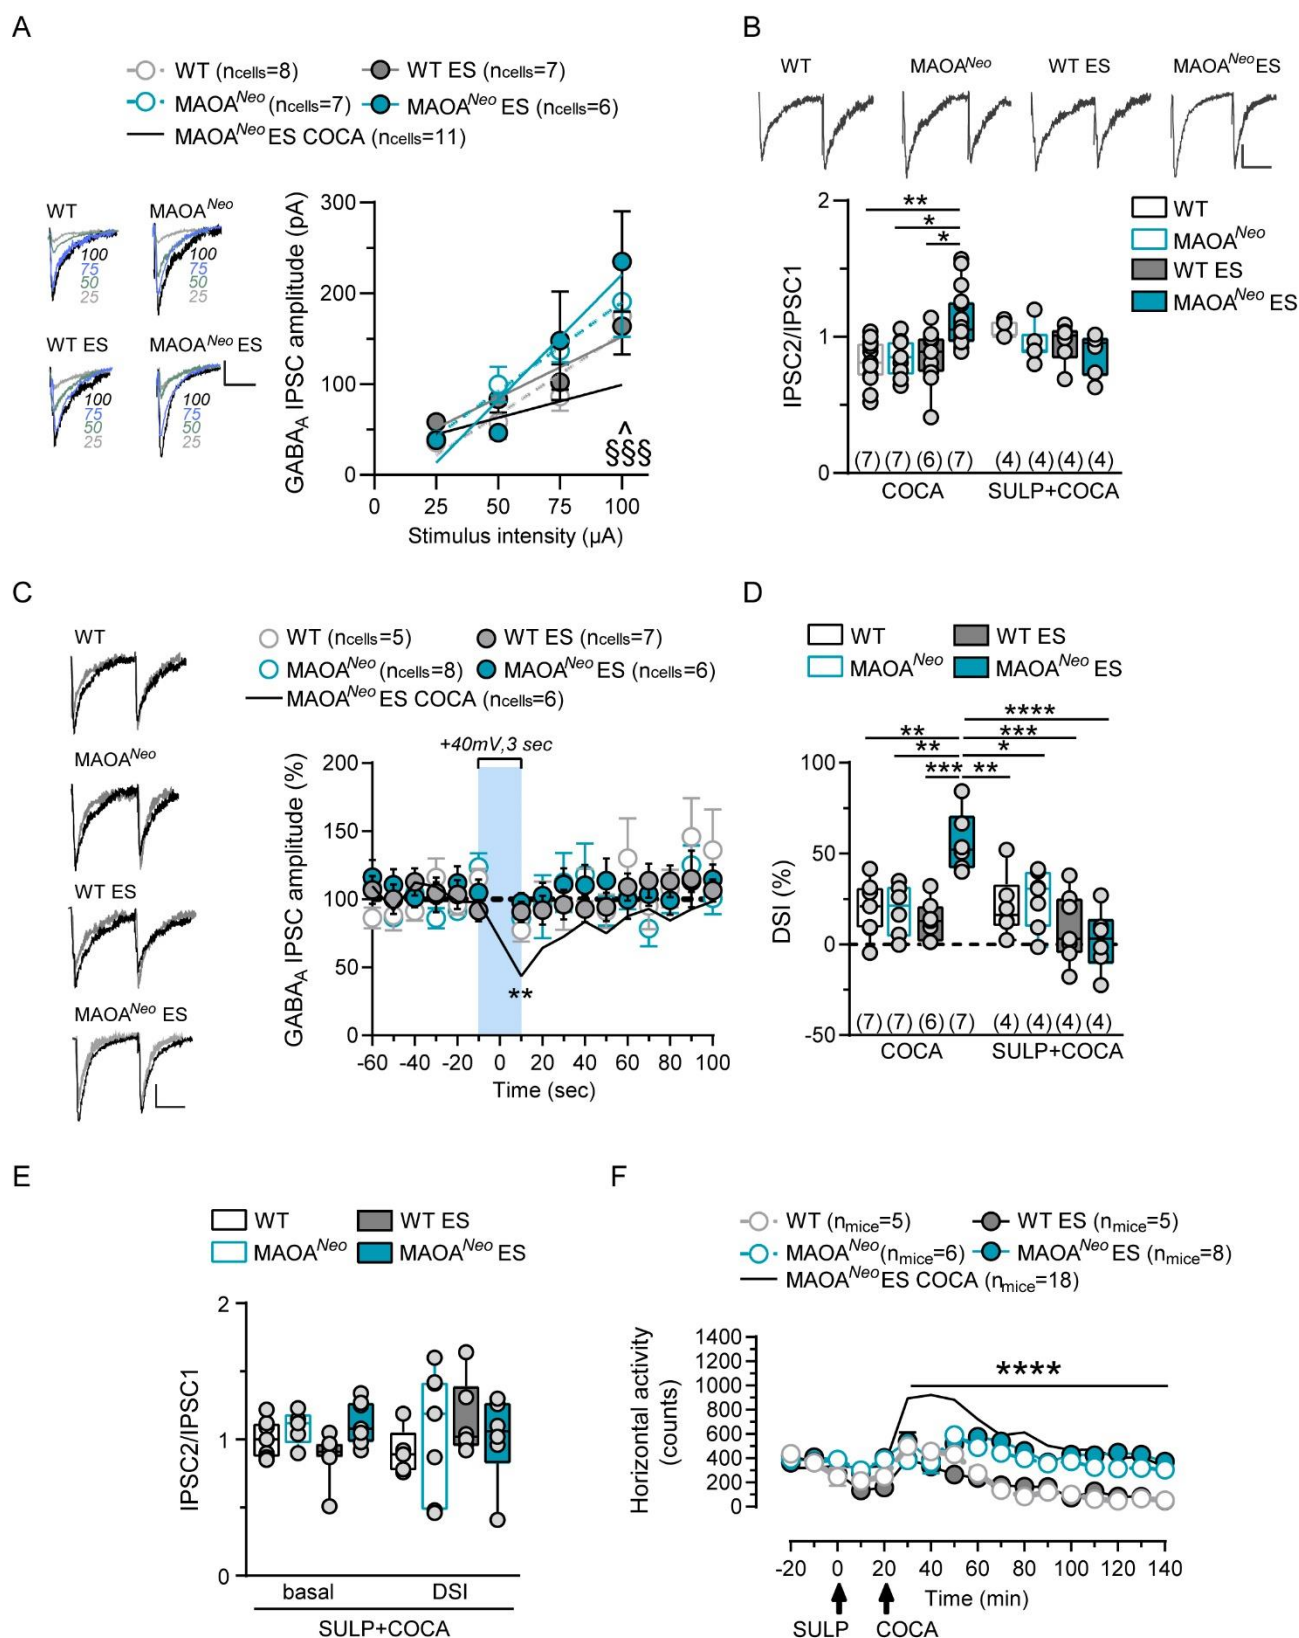 A
WT (ncells=8)
WT ES (ncells=7)
MAOANeo (ncells=7)
MAOANeo ES (ncells=6)
MAOANeo ES COCA (ncells=11)
WT
MAOANeo
100
75
50
25
100
75
50
25
WT ES
MAOANeo ES
100
75
50
25
100
75
50
25
GABAA IPSC amplitude (pA)
300
200
100
0
^
§§§
0 25 50 75 100
Stimulus intensity (µA)
B
WT MAOANeo WT ES MAOANeo ES
IPSC2/IPSC1
2
1
0
**
*
*
WT
MAOANeo
WT ES
MAOANeo ES
(7) (7) (6) (7) (4) (4) (4) (4)
COCA SULP+COCA
C
WT
MAOANeo
WT ES
MAOANeo ES
WT (ncells=5)
WT ES (ncells=7)
MAOANeo (ncells=8)
MAOANeo ES (ncells=6)
MAOANeo ES COCA (ncells=6)
+40mV,3 sec
GABAA IPSC amplitude (%)
200
150
100
50
0
**
-60 -40 -20 0 20 40 60 80 100
Time (sec)
D
WT
WT ES
MAOANeo
MAOANeo ES
****
** ***
** *
*** **
DSI (%)
100
50
0
-50
(7) (7) (6) (7) (4) (4) (4) (4)
COCA SULP+COCA
E
WT
WT ES
MAOANeo
MAOANeo ES
IPSC2/IPSC1
2
1
0
basal DSI
SULP+COCA
F
WT (nmice=5)
WT ES (nmice=5)
MAOANeo (nmice=6)
MAOANeo ES (nmice=8)
MAOANeo ES COCA (nmice=18)
Horizontal activity
(counts)
1400
1200
1000
800
600
400
200
0
****
-20 0 20 40 60 80 100 120 140
Time (min)
SULP COCA